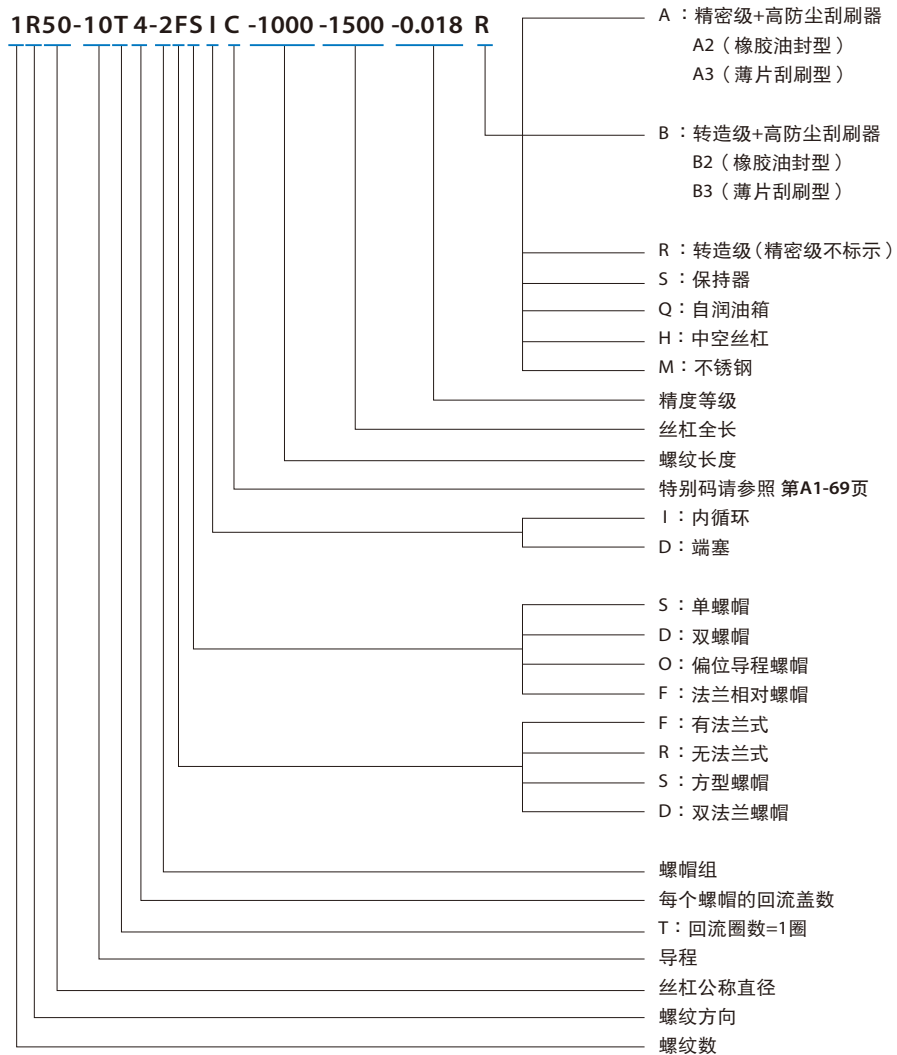 1R50-10T4-2FSIC-1000-1500-0.018 R
A：精密级+高防尘刮刷器
A2（橡胶油封型）
A3（薄片刮刷型）
B：转造级+高防尘刮刷器
B2（橡胶油封型）
B3（薄片刮刷型）
R：转造级（精密级不标示）
S：保持器
Q：自润油箱
H：中空丝杠
M：不锈钢
精度等级
丝杠全长
螺纹长度
特别码请参照 第A1-69页
I：内循环
D：端塞
S：单螺帽
D：双螺帽
O：偏位导程螺帽
F：法兰相对螺帽
F：有法兰式
R：无法兰式
S：方型螺帽
D：双法兰螺帽
螺帽组
每个螺帽的回流盖数
T：回流圈数=1圈
导程
丝杠公称直径
螺纹方向
螺纹数